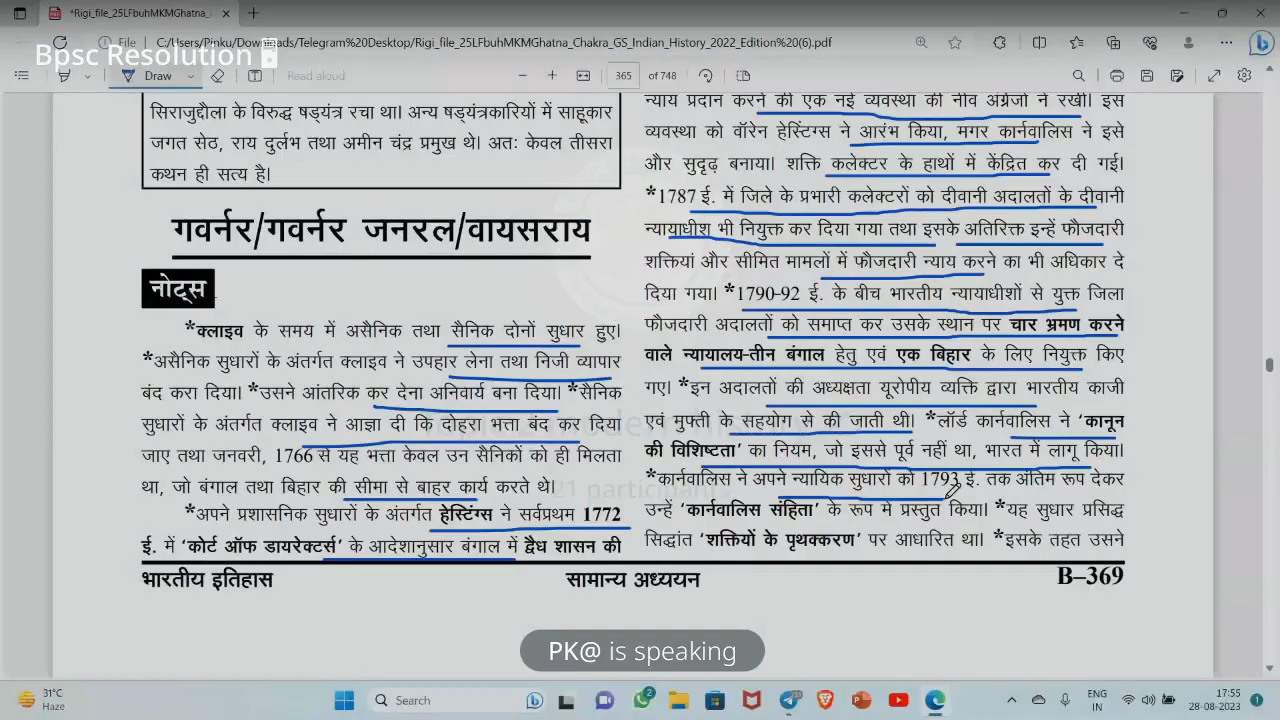 *Rigi_file_25LFbuhMKMGhatna_
Bpsc Resolution
File C:/Users/Pinku/Downloads/Telegram%20Desktop/Rigi_file_25LFbuhMKMGhatna_Chakra_GS_Indian_History_2022_Edition%20(6).pdf
Draw Read aloud 365 of 748
सिराजुद्दौला के विरुद्ध षड्यंत्र रचा था। अन्य षड्यंत्रकारियों में साहूकार
जगत सेठ, राय दुर्लभ तथा अमीन चंद्र प्रमुख थे। अतः केवल तीसरा
कथन ही सत्य है।
गवर्नर/गवर्नर जनरल/वायसराय
नोट्स
*क्लाइव के समय में असैनिक तथा सैनिक दोनों सुधार हुए।
*असैनिक सुधारों के अंतर्गत क्लाइव ने उपहार लेना तथा निजी व्यापार
बंद करा दिया। *उसने आंतरिक कर देना अनिवार्य बना दिया। *सैनिक
सुधारों के अंतर्गत क्लाइव ने आज्ञा दी कि दोहरा भत्ता बंद कर दिया
जाए तथा जनवरी, 1766 से यह भत्ता केवल उन सैनिकों को ही मिलता
था, जो बंगाल तथा बिहार की सीमा से बाहर कार्य करते थे।
*अपने प्रशासनिक सुधारों के अंतर्गत हेस्टिंग्स ने सर्वप्रथम 1772
ई. में 'कोर्ट ऑफ डायरेक्टर्स' के आदेशानुसार बंगाल में द्वैध शासन की
न्याय प्रदान करने की एक नई व्यवस्था की नींव अंग्रेजों ने रखी। इस
व्यवस्था को वॉरेन हेस्टिंग्स ने आरंभ किया, मगर कार्नवालिस ने इसे
और सुदृढ़ बनाया। शक्ति कलेक्टर के हाथों में केंद्रित कर दी गई।
*1787 ई. में जिले के प्रभारी कलेक्टरों को दीवानी अदालतों के दीवानी
न्यायाधीश भी नियुक्त कर दिया गया तथा इसके अतिरिक्त इन्हें फौजदारी
शक्तियां और सीमित मामलों में फौजदारी न्याय करने का भी अधिकार दे
दिया गया। *1790-92 ई. के बीच भारतीय न्यायाधीशों से युक्त जिला
फौजदारी अदालतों को समाप्त कर उसके स्थान पर चार भ्रमण करने
वाले न्यायालय-तीन बंगाल हेतु एवं एक बिहार के लिए नियुक्त किए
गए। *इन अदालतों की अध्यक्षता यूरोपीय व्यक्ति द्वारा भारतीय काजी
एवं मुफ्ती के सहयोग से की जाती थी। *लॉर्ड कार्नवालिस ने 'कानून
की विशिष्टता' का नियम, जो इससे पूर्व नहीं था, भारत में लागू किया।
*कार्नवालिस ने अपने न्यायिक सुधारों को 1793 ई. तक अंतिम रूप देकर
उन्हें 'कार्नवालिस संहिता' के रूप में प्रस्तुत किया। *यह सुधार प्रसिद्ध
सिद्धांत 'शक्तियों के पृथक्करण' पर आधारित था। *इसके तहत उसने
भारतीय इतिहास सामान्य अध्ययन B–369
21 participants
PK@ is speaking
31°C
Haze
Search
2
ENG
IN
17:55
28-08-2023
1